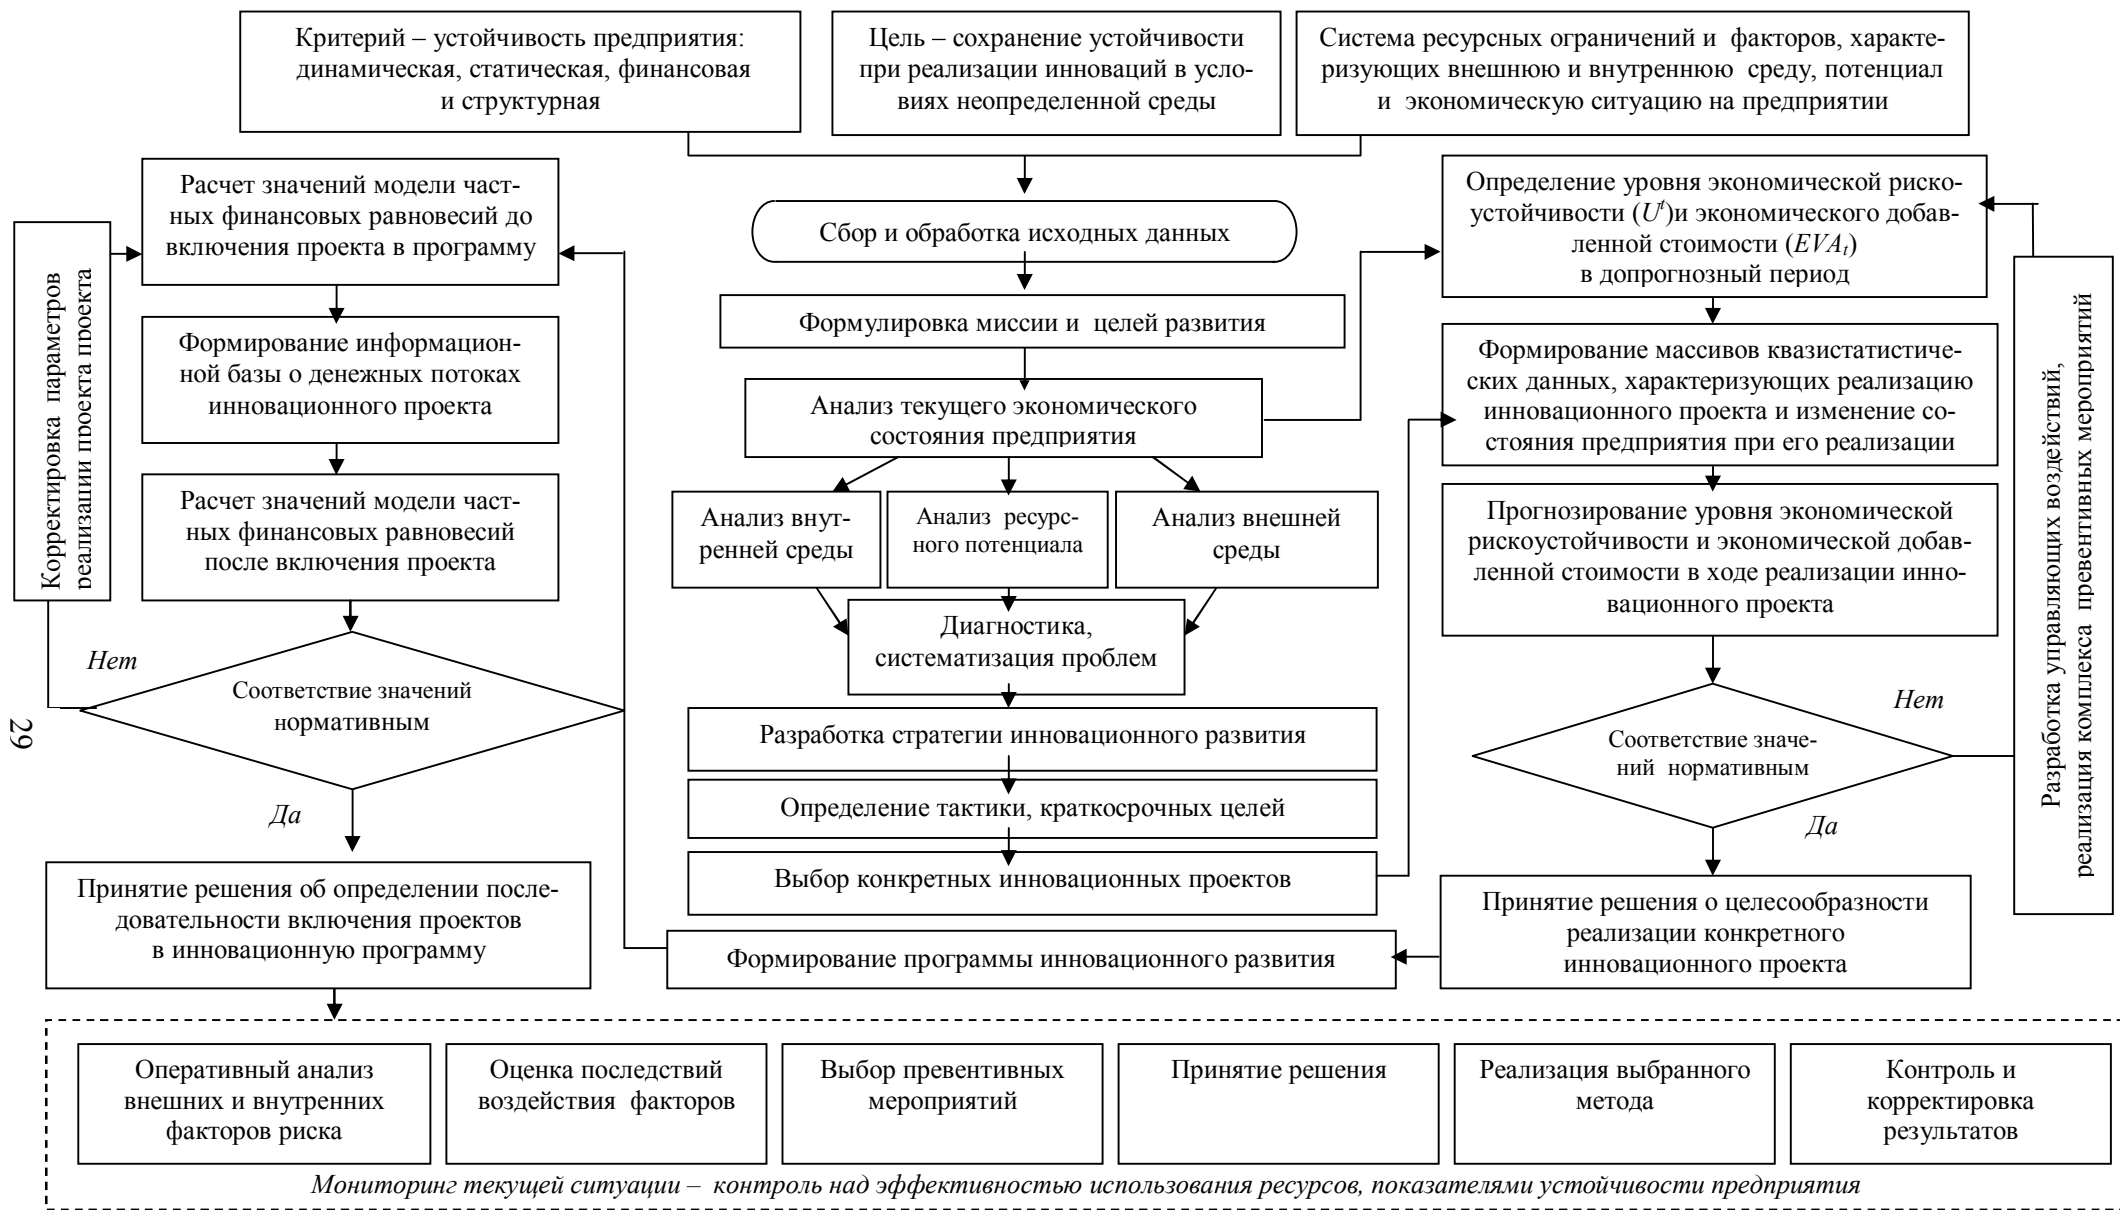 Критерий – устойчивость предприятия:
динамическая, статическая, финансовая
и структурная
Цель – сохранение устойчивости
при реализации инноваций в усло-
виях неопределенной среды
Система ресурсных ограничений и факторов, характе-
ризующих внешнюю и внутреннюю среду, потенциал
и экономическую ситуацию на предприятии
Расчет значений модели част-
ных финансовых равновесий до
включения проекта в программу
Формирование информацион-
ной базы о денежных потоках
инновационного проекта
Расчет значений модели част-
ных финансовых равновесий
после включения проекта
Корректировка параметров
реализации проекта проекта
Нет
Соответствие значений
нормативным
Да
Принятие решения об определении после-
довательности включения проектов
в инновационную программу
29
Сбор и обработка исходных данных
Формулировка миссии и целей развития
Анализ текущего экономического
состояния предприятия
Анализ внут-
ренней среды
Анализ ресурс-
ного потенциала
Анализ внешней
среды
Диагностика,
систематизация проблем
Разработка стратегии инновационного развития
Определение тактики, краткосрочных целей
Выбор конкретных инновационных проектов
Формирование программы инновационного развития
Определение уровня экономической риско-
устойчивости (U^t)и экономического добав-
ленной стоимости (EVA_t)
в допрогнозный период
Формирование массивов квазистатистиче-
ских данных, характеризующих реализацию
инновационного проекта и изменение со-
стояния предприятия при его реализации
Прогнозирование уровня экономической
рискоустойчивости и экономической добав-
ленной стоимости в ходе реализации инно-
вационного проекта
Нет
Соответствие значе-
ний нормативным
Да
Принятие решения о целесообразности
реализации конкретного
инновационного проекта
Разработка управляющих воздействий,
реализация комплекса превентивных мероприятий
Оперативный анализ
внешних и внутренних
факторов риска
Оценка последствий
воздействия факторов
Выбор превентивных
мероприятий
Принятие решения
Реализация выбранного
метода
Контроль и
корректировка
результатов
Мониторинг текущей ситуации – контроль над эффективностью использования ресурсов, показателями устойчивости предприятия